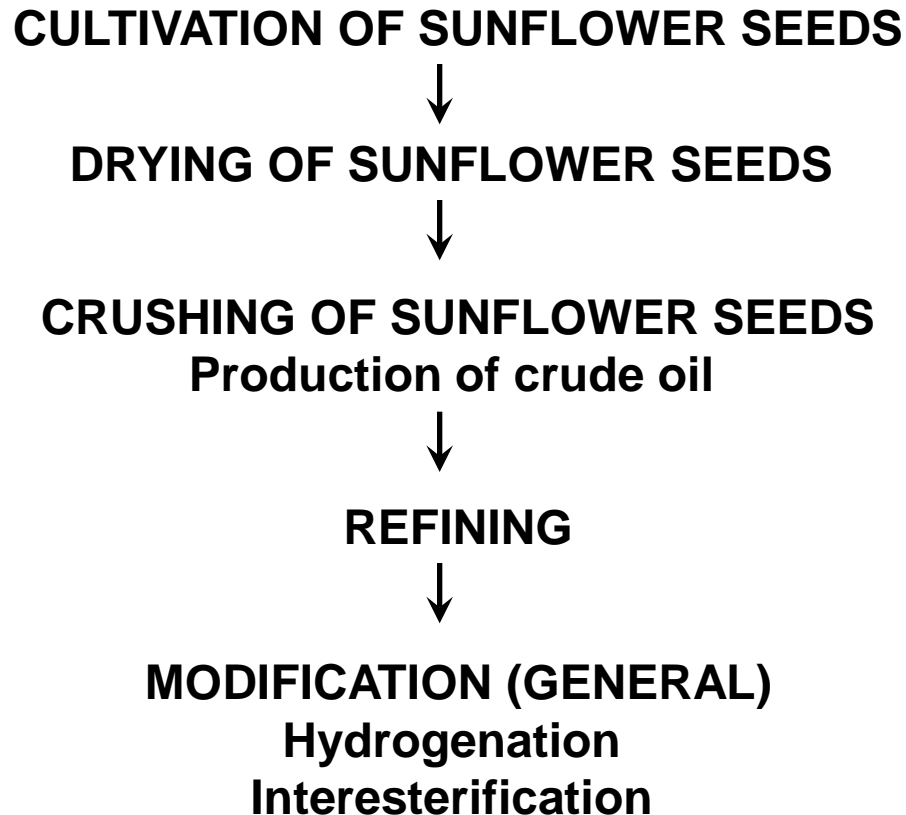 CULTIVATION OF SUNFLOWER SEEDS
DRYING OF SUNFLOWER SEEDS
CRUSHING OF SUNFLOWER SEEDS
Production of crude oil
REFINING
MODIFICATION (GENERAL)
Hydrogenation
Interesterification